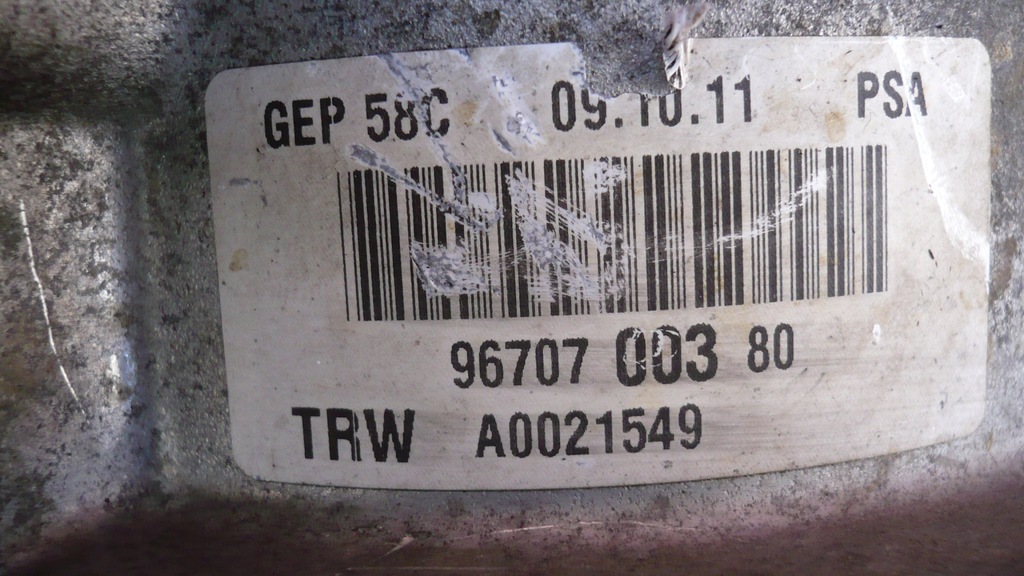 GEP 58C 09.10.11 PSA
96707 003 80
TRW A0021549